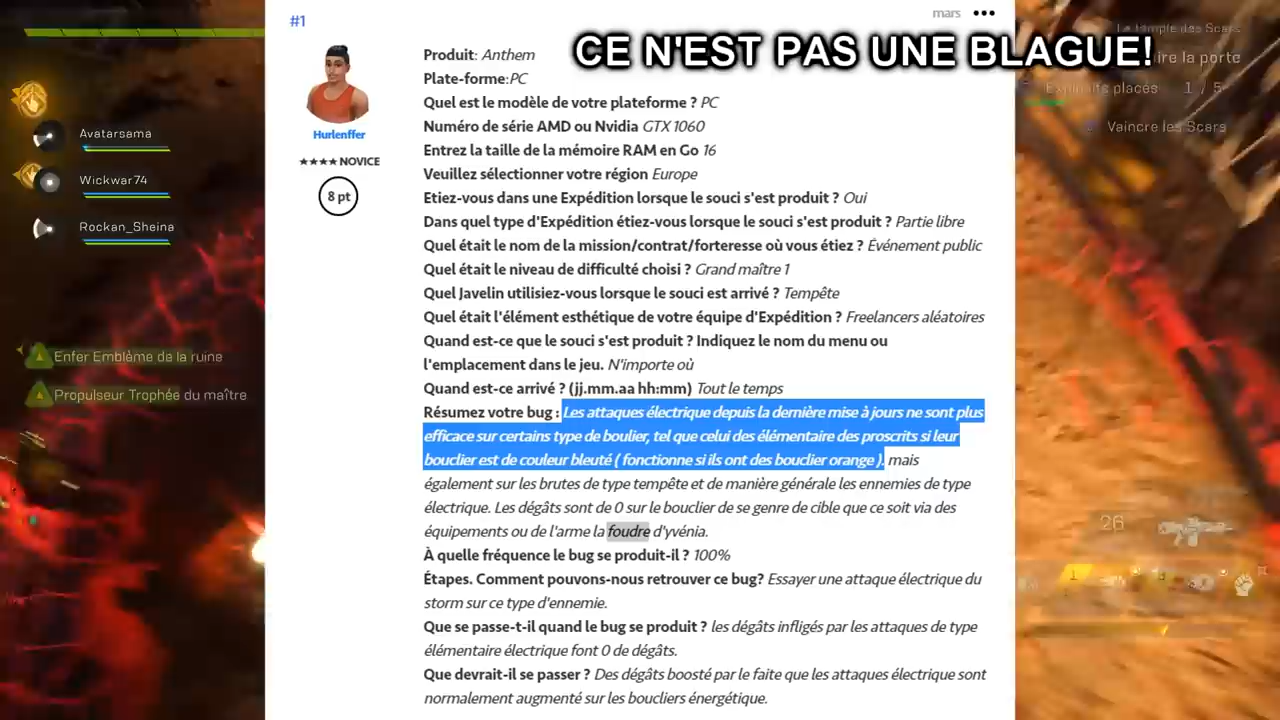 #1
mars
CE N'EST PAS UNE BLAGUE!
Hurlenffer
★★★★ NOVICE
8 pt
Produit: Anthem
Plate-forme:PC
Quel est le modèle de votre plateforme ? PC
Numéro de série AMD ou Nvidia GTX 1060
Entrez la taille de la mémoire RAM en Go 16
Veuillez sélectionner votre région Europe
Etiez-vous dans une Expédition lorsque le souci s'est produit ? Oui
Dans quel type d'Expédition étiez-vous lorsque le souci s'est produit ? Partie libre
Quel était le nom de la mission/contrat/forteresse où vous étiez ? Événement public
Quel était le niveau de difficulté choisi ? Grand maître 1
Quel Javelin utilisiez-vous lorsque le souci est arrivé ? Tempête
Quel était l'élément esthétique de votre équipe d'Expédition ? Freelancers aléatoires
Quand est-ce que le souci s'est produit ? Indiquez le nom du menu ou
l'emplacement dans le jeu. N'importe où
Quand est-ce arrivé ? (jj.mm.aa hh:mm) Tout le temps
Résumez votre bug : Les attaques électrique depuis la dernière mise à jours ne sont plus
efficace sur certains type de boulier, tel que celui des élémentaire des proscrits si leur
bouclier est de couleur bleuté ( fonctionne si ils ont des bouclier orange ). mais
également sur les brutes de type tempête et de manière générale les ennemies de type
électrique. Les dégâts sont de 0 sur le bouclier de se genre de cible que ce soit via des
équipements ou de l'arme la foudre d'yvénia.
À quelle fréquence le bug se produit-il ? 100%
Étapes. Comment pouvons-nous retrouver ce bug? Essayer une attaque électrique du
storm sur ce type d'ennemie.
Que se passe-t-il quand le bug se produit ? les dégâts infligés par les attaques de type
élémentaire électrique font 0 de dégâts.
Que devrait-il se passer ? Des dégâts boosté par le faite que les attaques électrique sont
normalement augmenté sur les boucliers énergétique.
Avatarsama
Wickwar74
Rockan_Sheina
Enfer Emblème de la ruine
Propulseur Trophée du maître
Le temple des Scars
ire la porte
Exploits placés 1 / 5
Vaincre les Scars
26